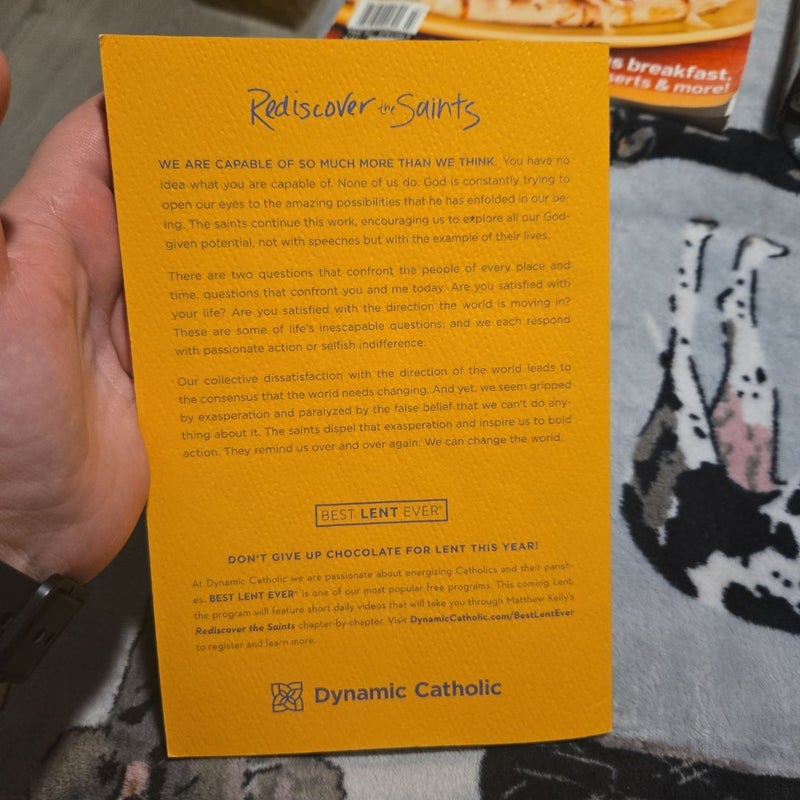 s breakfast.
serts & more!
Rediscover the Saints
WE ARE CAPABLE OF SO MUCH MORE THAN WE THINK. You have no
idea what you are capable of. None of us do. God is constantly trying to
open our eyes to the amazing possibilities that he has enfolded in our be-
ing. The saints continue this work, encouraging us to explore all our God-
given potential, not with speeches but with the example of their lives.
There are two questions that confront the people of every place and
time, questions that confront you and me today: Are you satisfied with
your life? Are you satisfied with the direction the world is moving in?
These are some of life's inescapable questions, and we each respond
with passionate action or selfish indifference.
Our collective dissatisfaction with the direction of the world leads to
the consensus that the world needs changing. And yet, we seem gripped
by exasperation and paralyzed by the false belief that we can't do any-
thing about it. The saints dispel that exasperation and inspire us to bold
action. They remind us over and over again: We can change the world.
BEST LENT EVER®
DON'T GIVE UP CHOCOLATE FOR LENT THIS YEAR!
At Dynamic Catholic we are passionate about energizing Catholics and their parish-
es. BEST LENT EVER® is one of our most popular free programs. This coming Lent,
the program will feature short daily videos that will take you through Matthew Kelly's
Rediscover the Saints chapter-by-chapter. Visit DynamicCatholic.com/BestLentEver
to register and learn more.
Dynamic Catholic